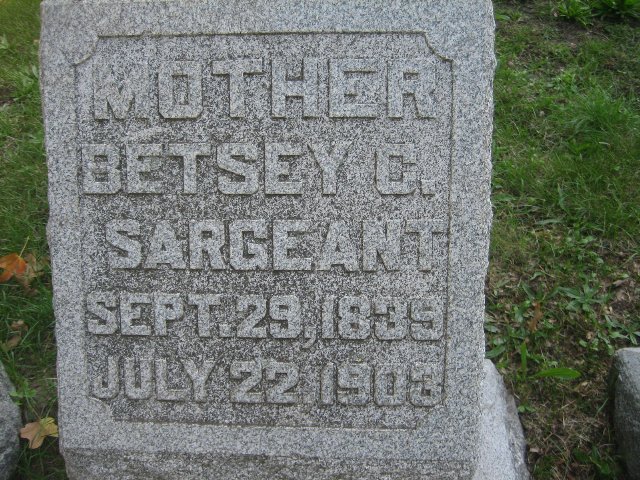 MOTHER
BETSEY C.
SARGEANT
SEPT. 29, 1839
JULY 22, 1903